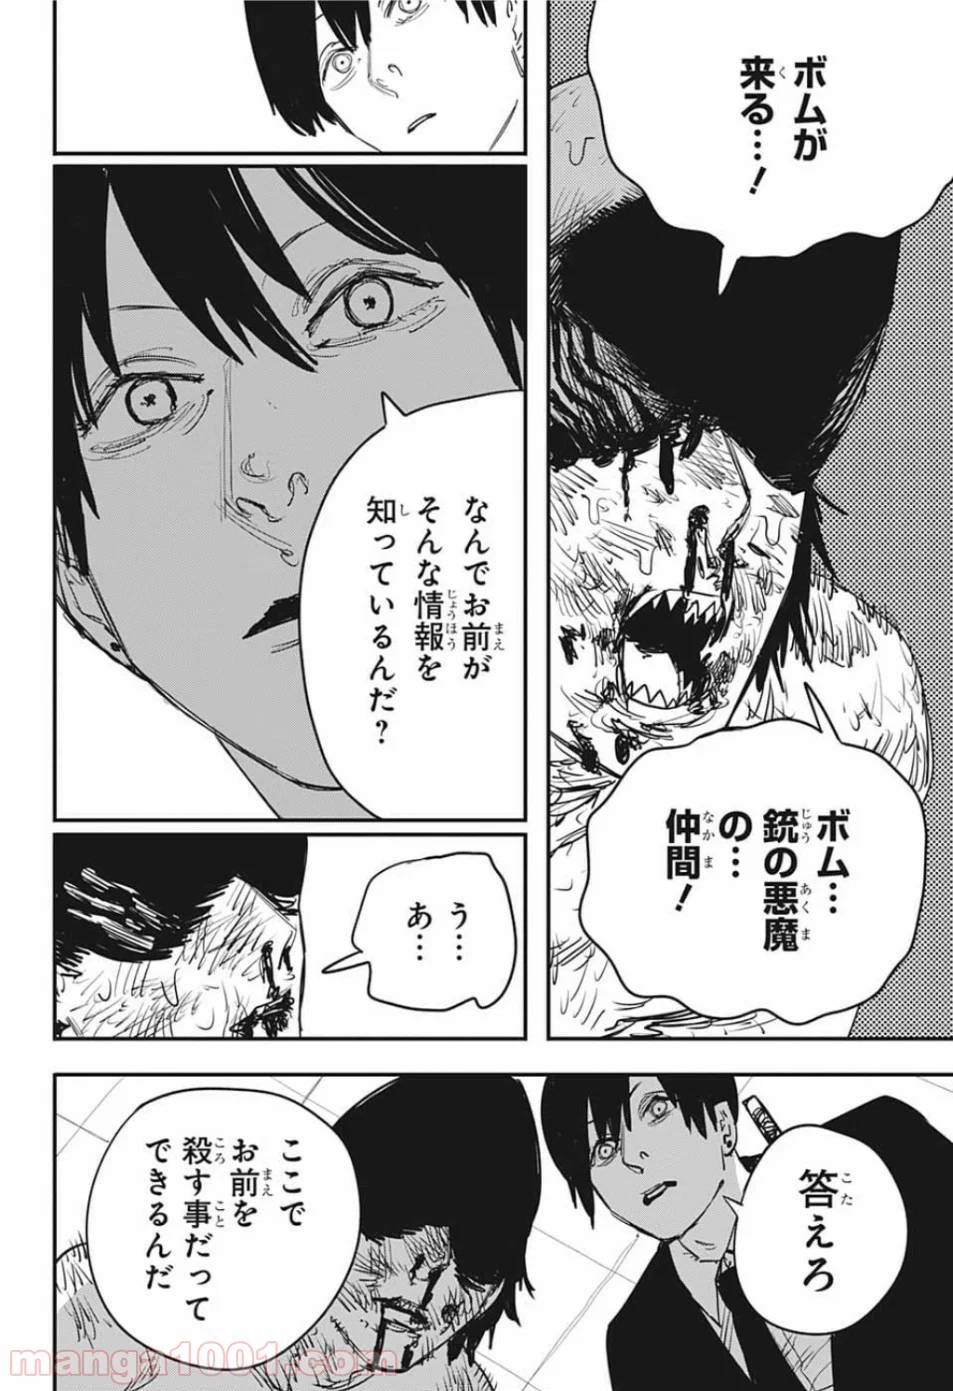 ボムが
来る…！
ボム…
銃の悪魔
の…
仲間！
なんでお前が
そんな情報を
知っているんだ？
う…
あ…
答えろ
ここで
お前を
殺す事だって
できるんだ
manga1001.com